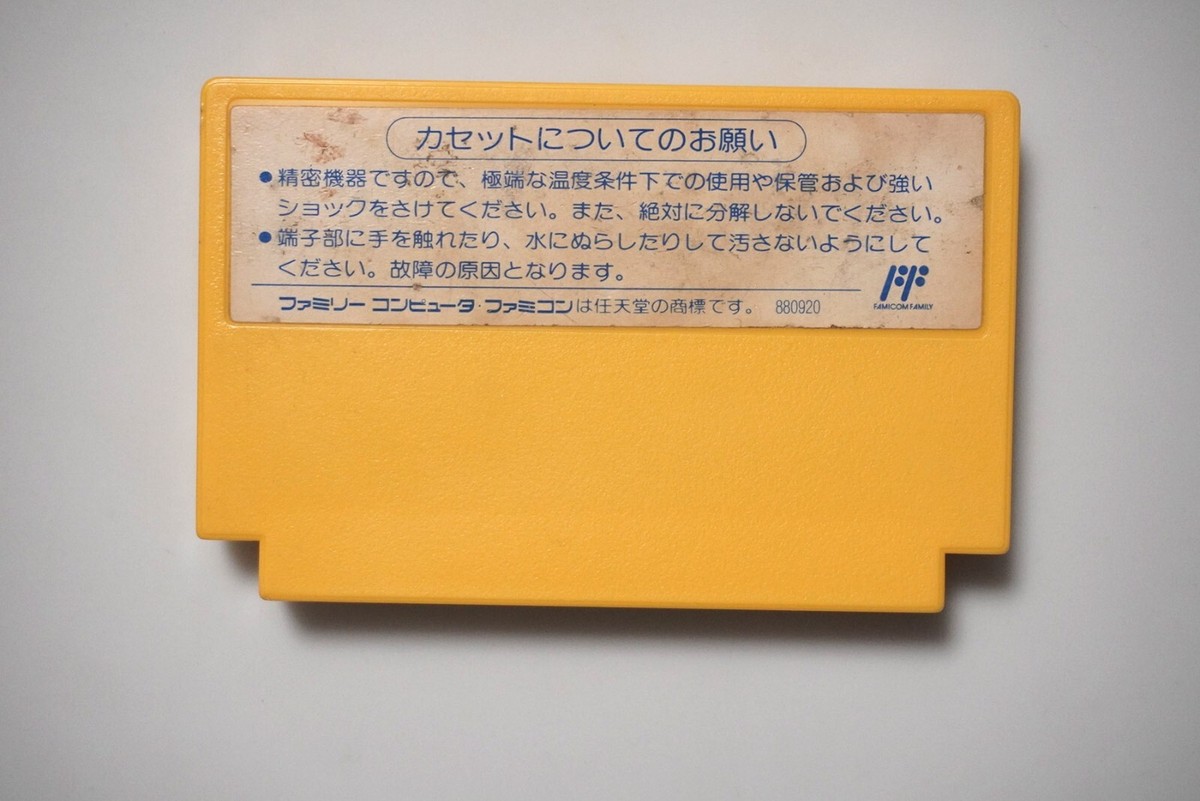 カセットについてのお願い
●精密機器ですので、極端な温度条件下での使用や保管および強い
ショックをさけてください。また、絶対に分解しないでください。
●端子部に手を触れたり、水にぬらしたりして汚さないようにして
ください。故障の原因となります。
ファミリー コンピュータ・ファミコンは任天堂の商標です。 880920
FAMICOM FAMILY